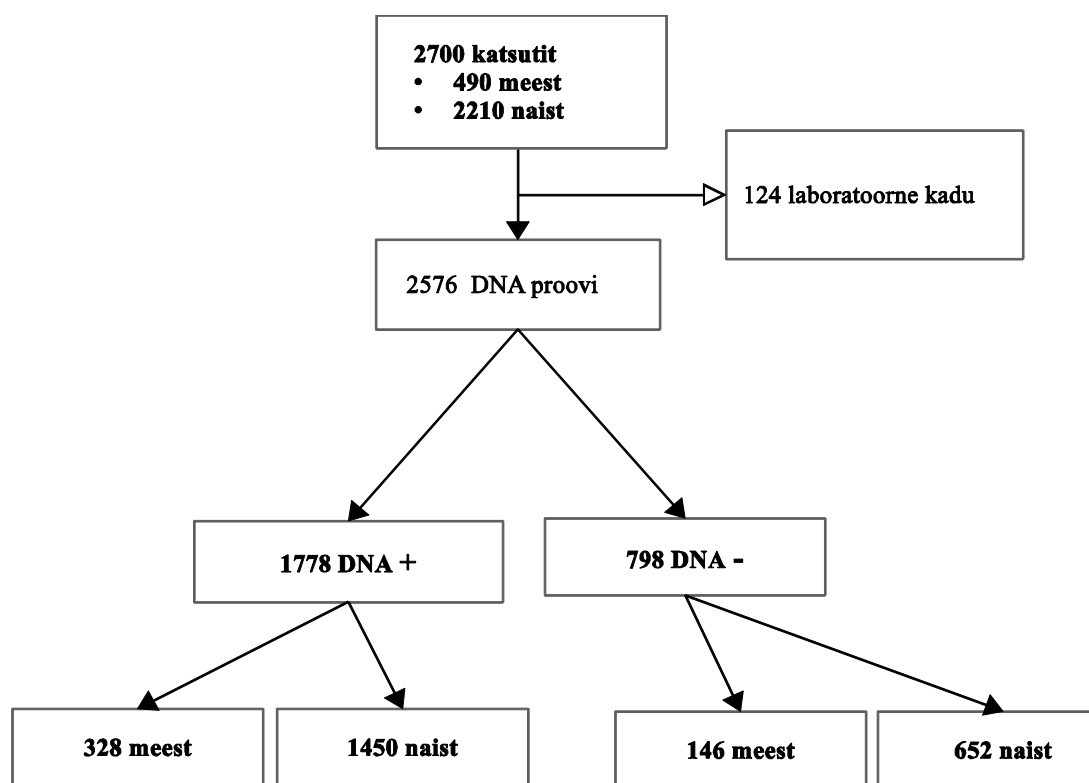 2700 katsutit
• 490 meest
• 2210 naist
124 laboratoorne kadu
2576 DNA proovi
1778 DNA +
798 DNA -
328 meest
1450 naist
146 meest
652 naist